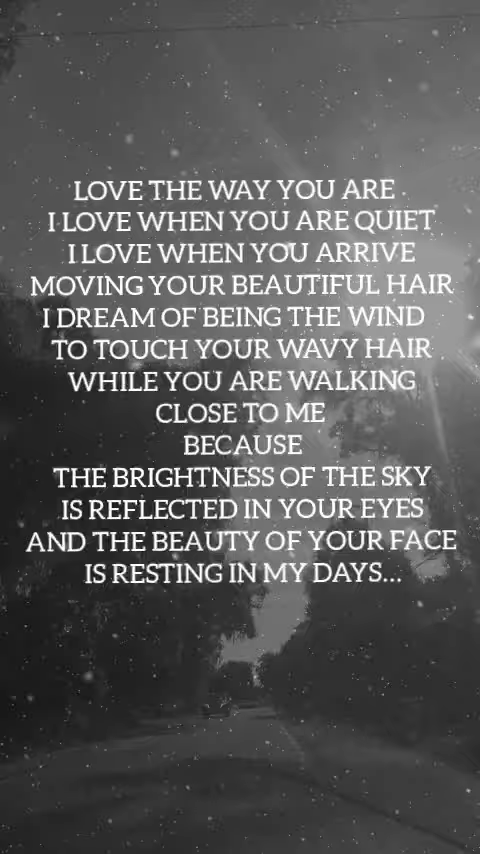 LOVE THE WAY YOU ARE
I LOVE WHEN YOU ARE QUIET
I LOVE WHEN YOU ARRIVE
MOVING YOUR BEAUTIFUL HAIR
I DREAM OF BEING THE WIND
TO TOUCH YOUR WAVY HAIR
WHILE YOU ARE WALKING
CLOSE TO ME
BECAUSE
THE BRIGHTNESS OF THE SKY
IS REFLECTED IN YOUR EYES
AND THE BEAUTY OF YOUR FACE
IS RESTING IN MY DAYS...